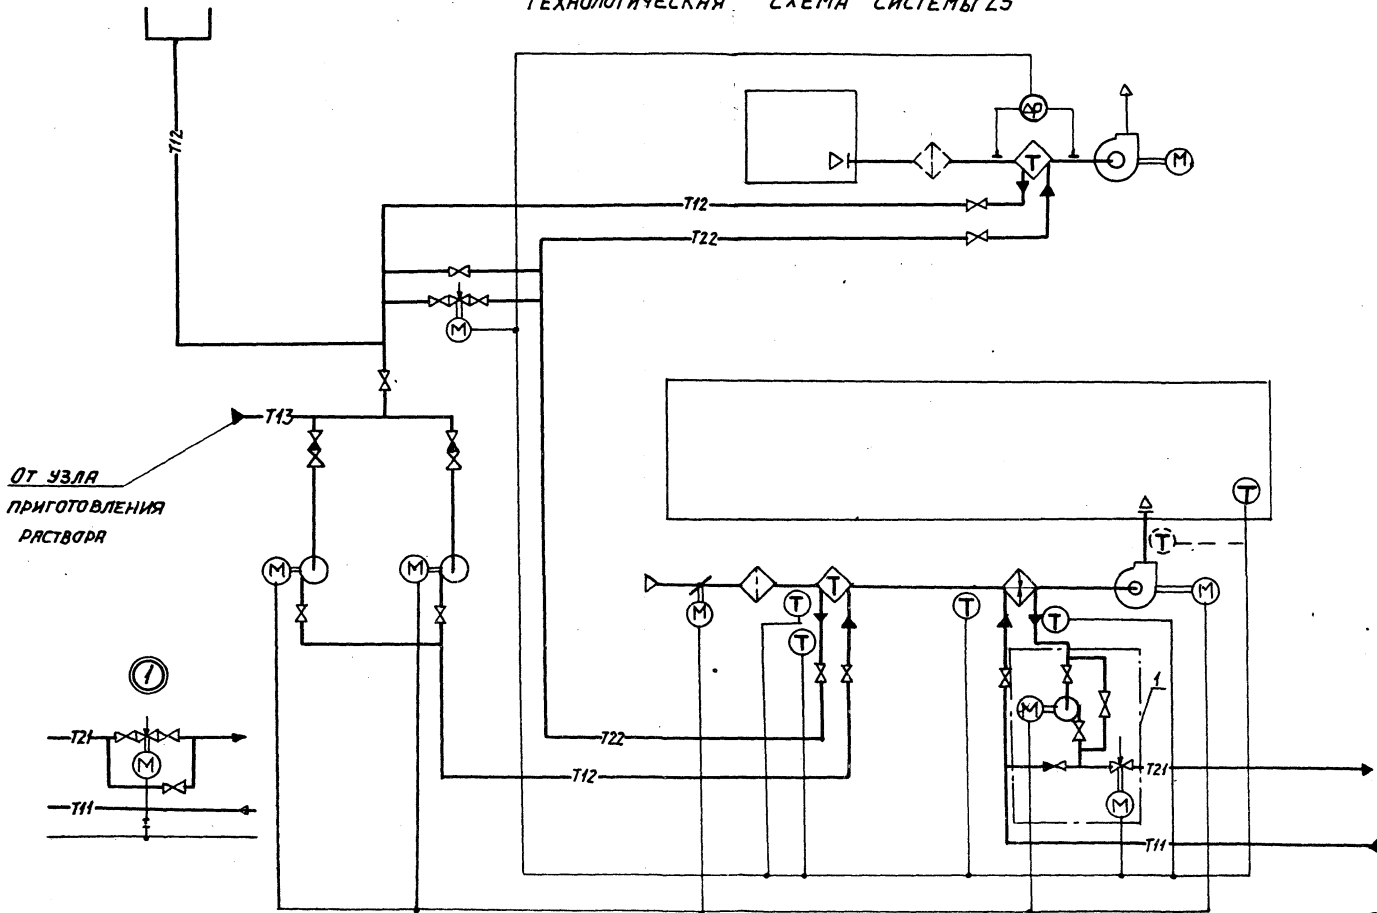 ТЕХНОЛОГИЧЕСКАЯ СХЕМА СИСТЕМЫ
Т12
ΔP
Т
М
Т12
Т22
М
Т13
ОТ УЗЛА
ПРИГОТОВЛЕНИЯ
РАСТВОРА
Т
Т
М
М
Т
М
М
Т
Т
Т
Т
1
1
М
Т21
М
Т22
Т12
Т21
М
Т11
Т11